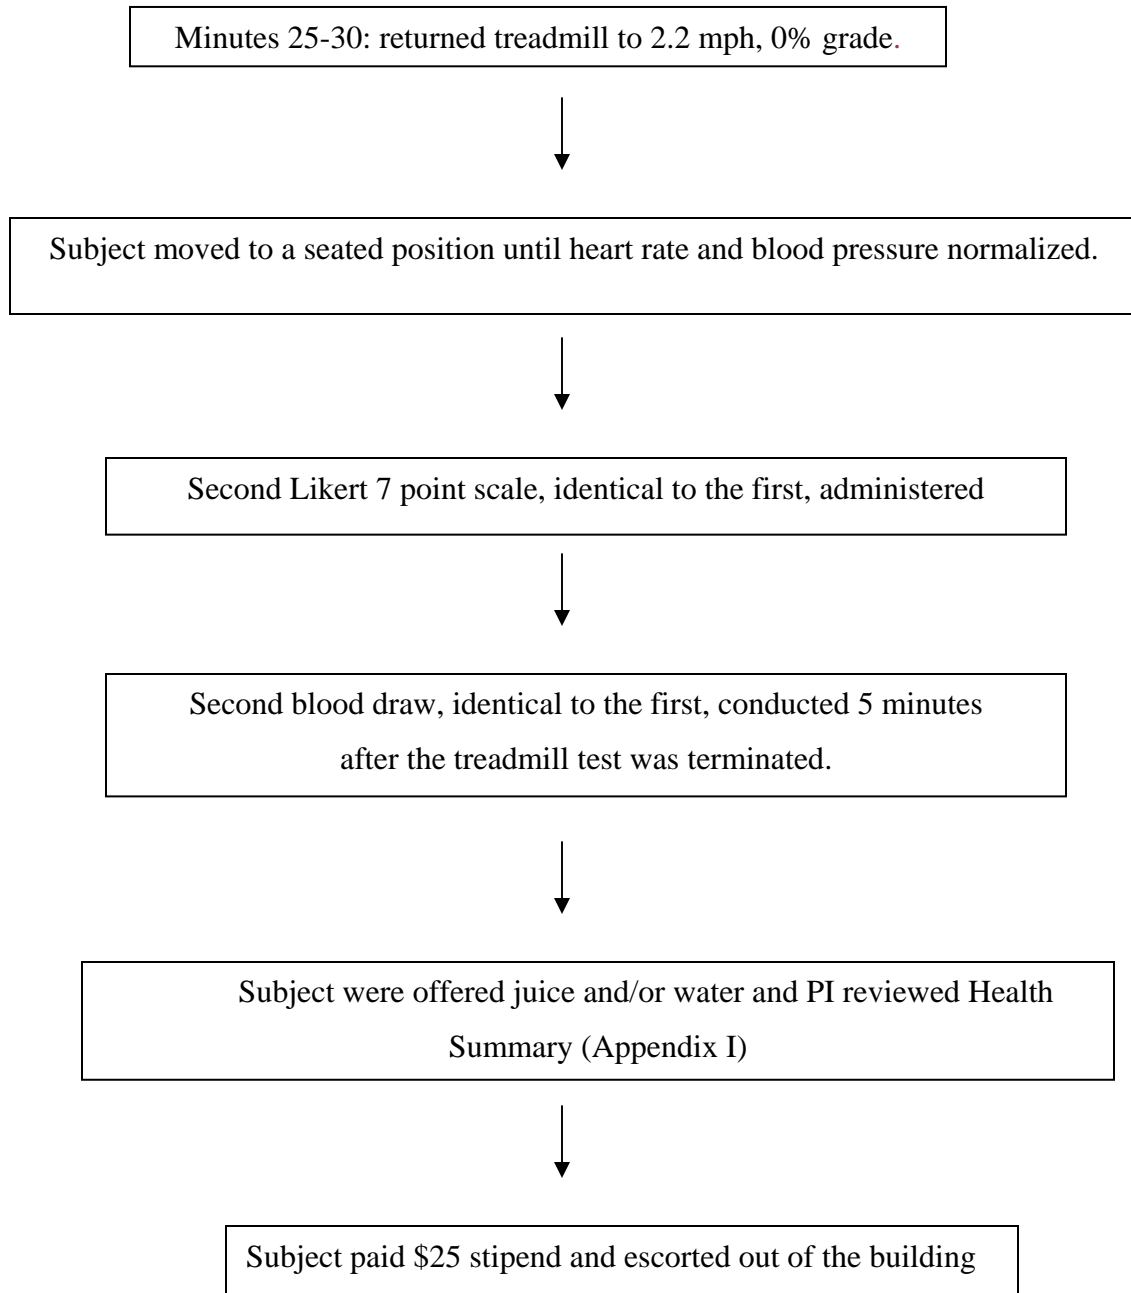 Minutes 25-30: returned treadmill to 2.2 mph, 0% grade.
Subject moved to a seated position until heart rate and blood pressure normalized.
Second Likert 7 point scale, identical to the first, administered
Second blood draw, identical to the first, conducted 5 minutes
after the treadmill test was terminated.
Subject were offered juice and/or water and PI reviewed Health
Summary (Appendix I)
Subject paid $25 stipend and escorted out of the building